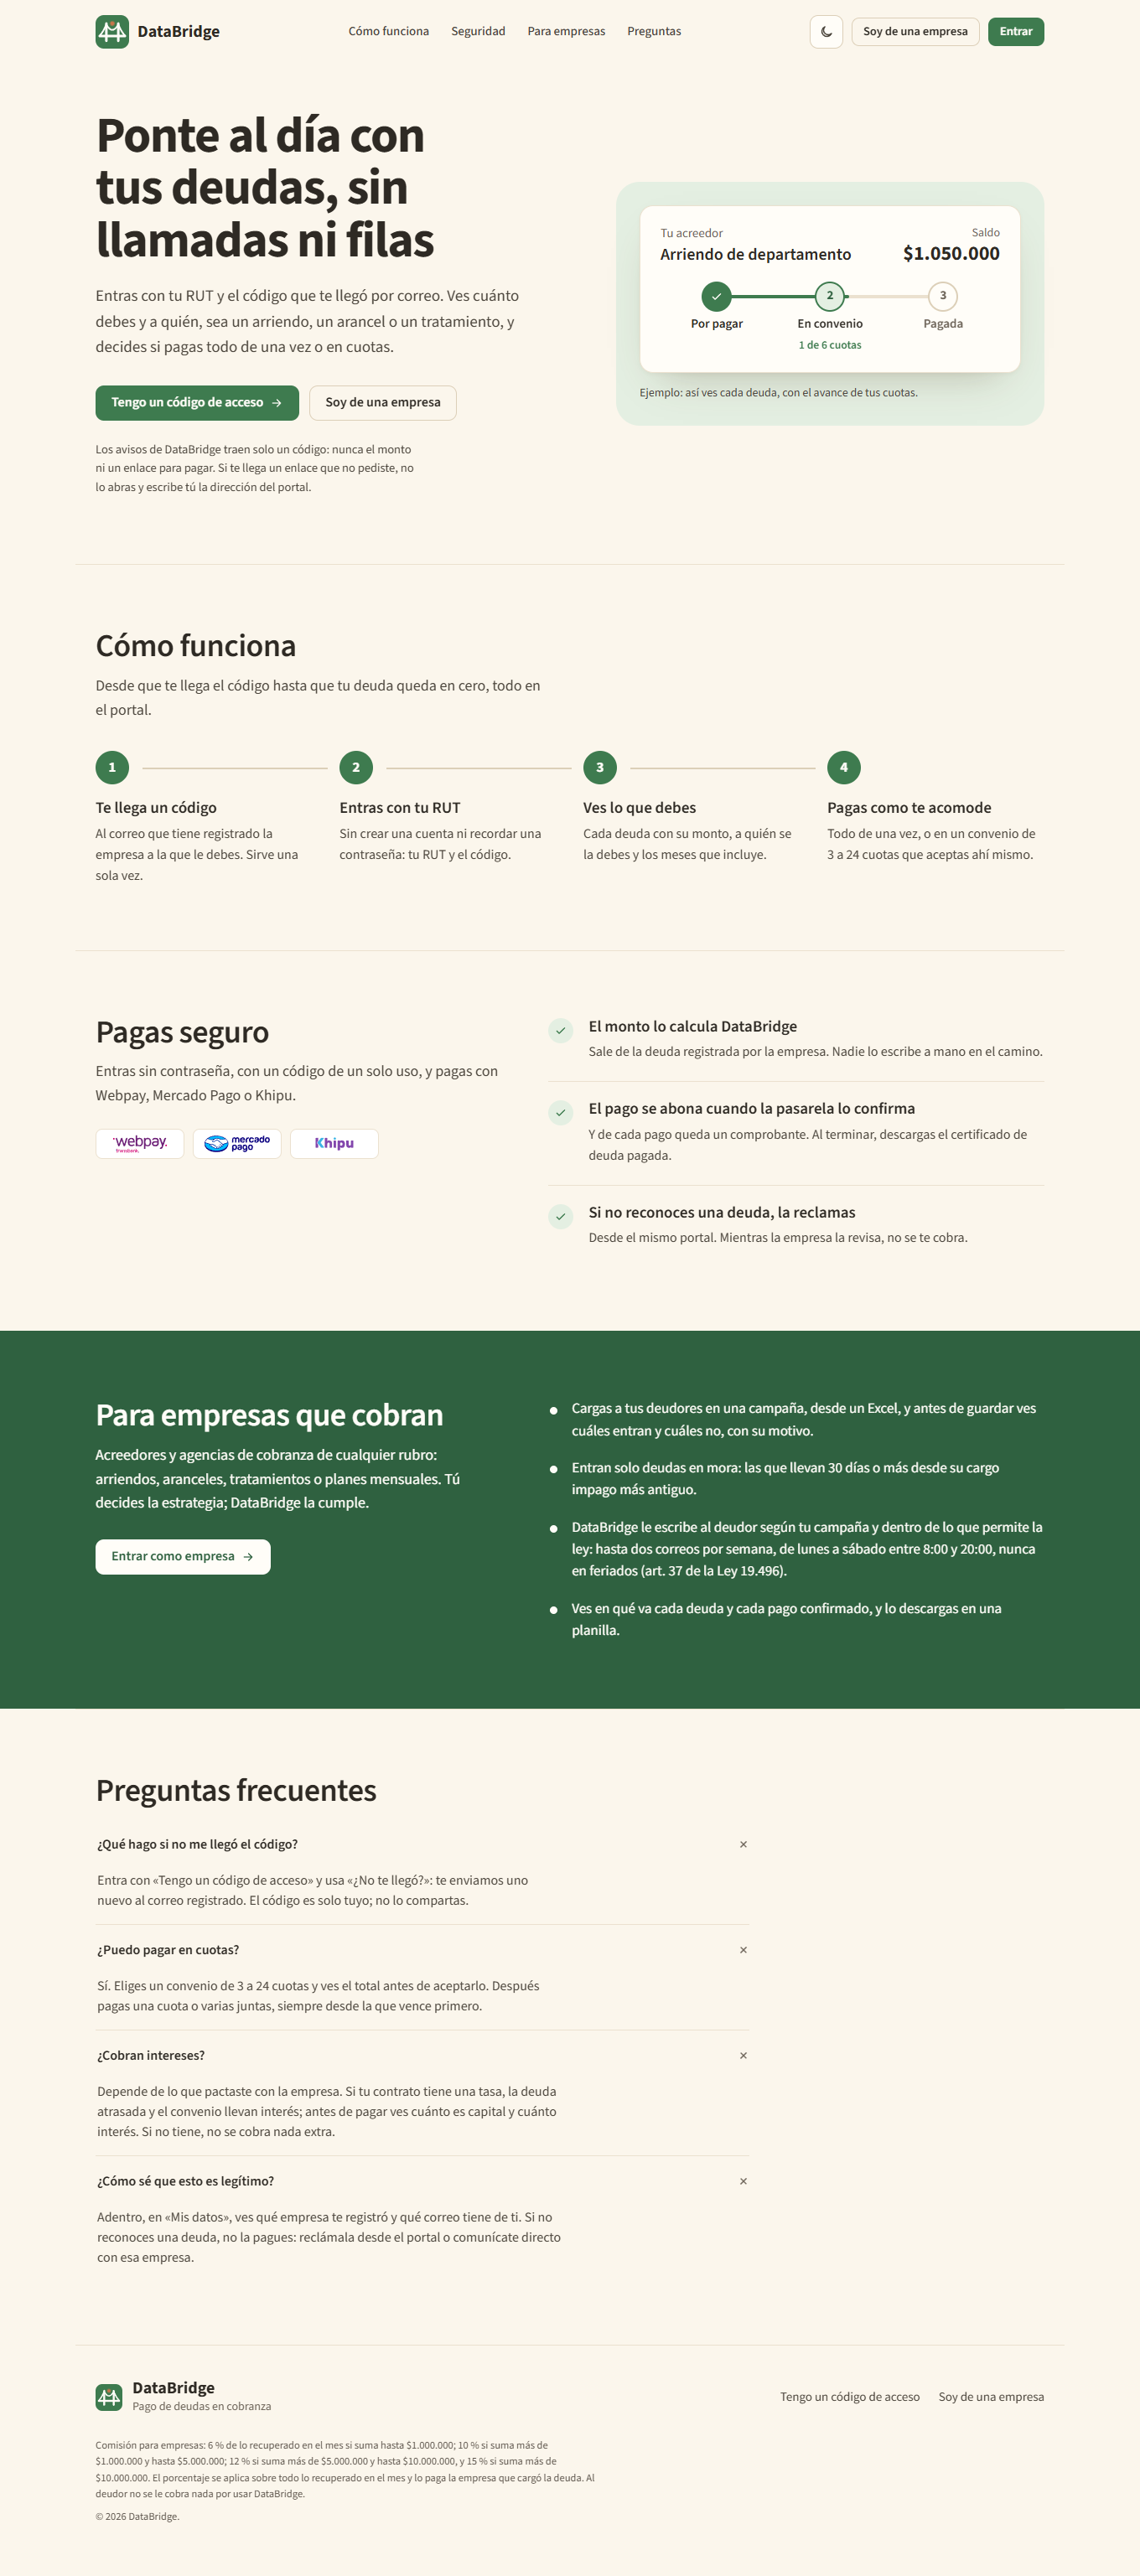 DataBridge
Cómo funciona
Seguridad
Para empresas
Preguntas
Soy de una empresa
Entrar
Ponte al día con
tus deudas, sin
llamadas ni filas
Entras con tu RUT y el código que te llegó por correo. Ves cuánto
debes y a quién, sea un arriendo, un arancel o un tratamiento, y
decides si pagas todo de una vez o en cuotas.
Tengo un código de acceso →
Soy de una empresa
Los avisos de DataBridge traen solo un código: nunca el monto
ni un enlace para pagar. Si te llega un enlace que no pediste, no
lo abras y escribe tú la dirección del portal.
Tu acreedor
Arriendo de departamento
Saldo
$1.050.000
2
3
Por pagar
En convenio
Pagada
1 de 6 cuotas
Ejemplo: así ves cada deuda, con el avance de tus cuotas.
Cómo funciona
Desde que te llega el código hasta que tu deuda queda en cero, todo en
el portal.
1
Te llega un código
Al correo que tiene registrado la
empresa a la que le debes. Sirve una
sola vez.
2
Entras con tu RUT
Sin crear una cuenta ni recordar una
contraseña: tu RUT y el código.
3
Ves lo que debes
Cada deuda con su monto, a quién se
la debes y los meses que incluye.
4
Pagas como te acomode
Todo de una vez, o en un convenio de
3 a 24 cuotas que aceptas ahí mismo.
Pagas seguro
Entras sin contraseña, con un código de un solo uso, y pagas con
Webpay, Mercado Pago o Khipu.
webpay.
transbank.
mercado
pago
Khipu
El monto lo calcula DataBridge
Sale de la deuda registrada por la empresa. Nadie lo escribe a mano en el camino.
El pago se abona cuando la pasarela lo confirma
Y de cada pago queda un comprobante. Al terminar, descargas el certificado de
deuda pagada.
Si no reconoces una deuda, la reclamas
Desde el mismo portal. Mientras la empresa la revisa, no se te cobra.
Para empresas que cobran
Acreedores y agencias de cobranza de cualquier rubro:
arriendos, aranceles, tratamientos o planes mensuales. Tú
decides la estrategia; DataBridge la cumple.
Entrar como empresa →
Cargas a tus deudores en una campaña, desde un Excel, y antes de guardar ves
cuáles entran y cuáles no, con su motivo.
Entran solo deudas en mora: las que llevan 30 días o más desde su cargo
impago más antiguo.
DataBridge le escribe al deudor según tu campaña y dentro de lo que permite la
ley: hasta dos correos por semana, de lunes a sábado entre 8:00 y 20:00, nunca
en feriados (art. 37 de la Ley 19.496).
Ves en qué va cada deuda y cada pago confirmado, y lo descargas en una
planilla.
Preguntas frecuentes
¿Qué hago si no me llegó el código?
Entra con «Tengo un código de acceso» y usa «¿No te llegó?»: te enviamos uno
nuevo al correo registrado. El código es solo tuyo; no lo compartas.
¿Puedo pagar en cuotas?
Sí. Eliges un convenio de 3 a 24 cuotas y ves el total antes de aceptarlo. Después
pagas una cuota o varias juntas, siempre desde la que vence primero.
¿Cobran intereses?
Depende de lo que pactaste con la empresa. Si tu contrato tiene una tasa, la deuda
atrasada y el convenio llevan interés; antes de pagar ves cuánto es capital y cuánto
interés. Si no tiene, no se cobra nada extra.
¿Cómo sé que esto es legítimo?
Adentro, en «Mis datos», ves qué empresa te registró y qué correo tiene de ti. Si no
reconoces una deuda, no la pagues: reclámala desde el portal o comunícate directo
con esa empresa.
DataBridge
Pago de deudas en cobranza
Tengo un código de acceso
Soy de una empresa
Comisión para empresas: 6 % de lo recuperado en el mes si suma hasta $1.000.000; 10 % si suma más de
$1.000.000 y hasta $5.000.000; 12 % si suma más de $5.000.000 y hasta $10.000.000, y 15 % si suma más de
$10.000.000. El porcentaje se aplica sobre todo lo recuperado en el mes y lo paga la empresa que cargó la deuda. Al
deudor no se le cobra nada por usar DataBridge.
© 2026 DataBridge.